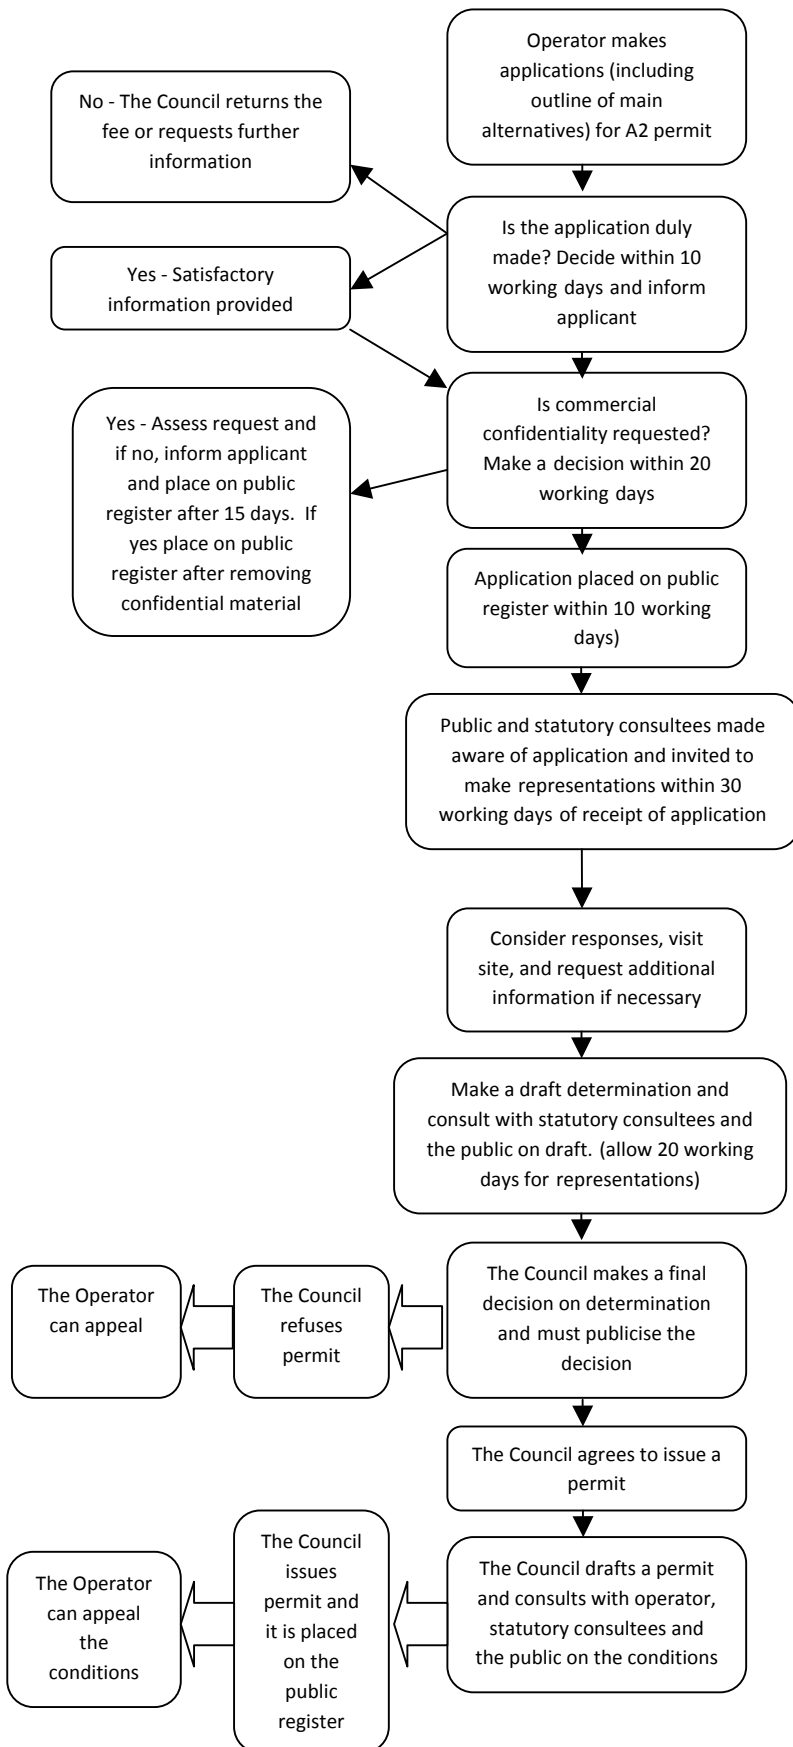 Operator makes
applications (including
outline of main
alternatives) for A2 permit
No - The Council returns the
fee or requests further
information
Is the application duly
made? Decide within 10
working days and inform
applicant
Yes - Satisfactory
information provided
Is commercial
confidentiality requested?
Make a decision within 20
working days
Yes - Assess request and
if no, inform applicant
and place on public
register after 15 days. If
yes place on public
register after removing
confidential material
Application placed on public
register within 10 working
days)
Public and statutory consultees made
aware of application and invited to
make representations within 30
working days of receipt of application
Consider responses, visit
site, and request additional
information if necessary
Make a draft determination and
consult with statutory consultees and
the public on draft. (allow 20 working
days for representations)
The Council makes a final
decision on determination
and must publicise the
decision
The Council
refuses
permit
The Operator
can appeal
The Council agrees to issue a
permit
The Council drafts a permit
and consults with operator,
statutory consultees and
the public on the conditions
The Council
issues
permit and
it is placed
on the
public
register
The Operator
can appeal
the
conditions